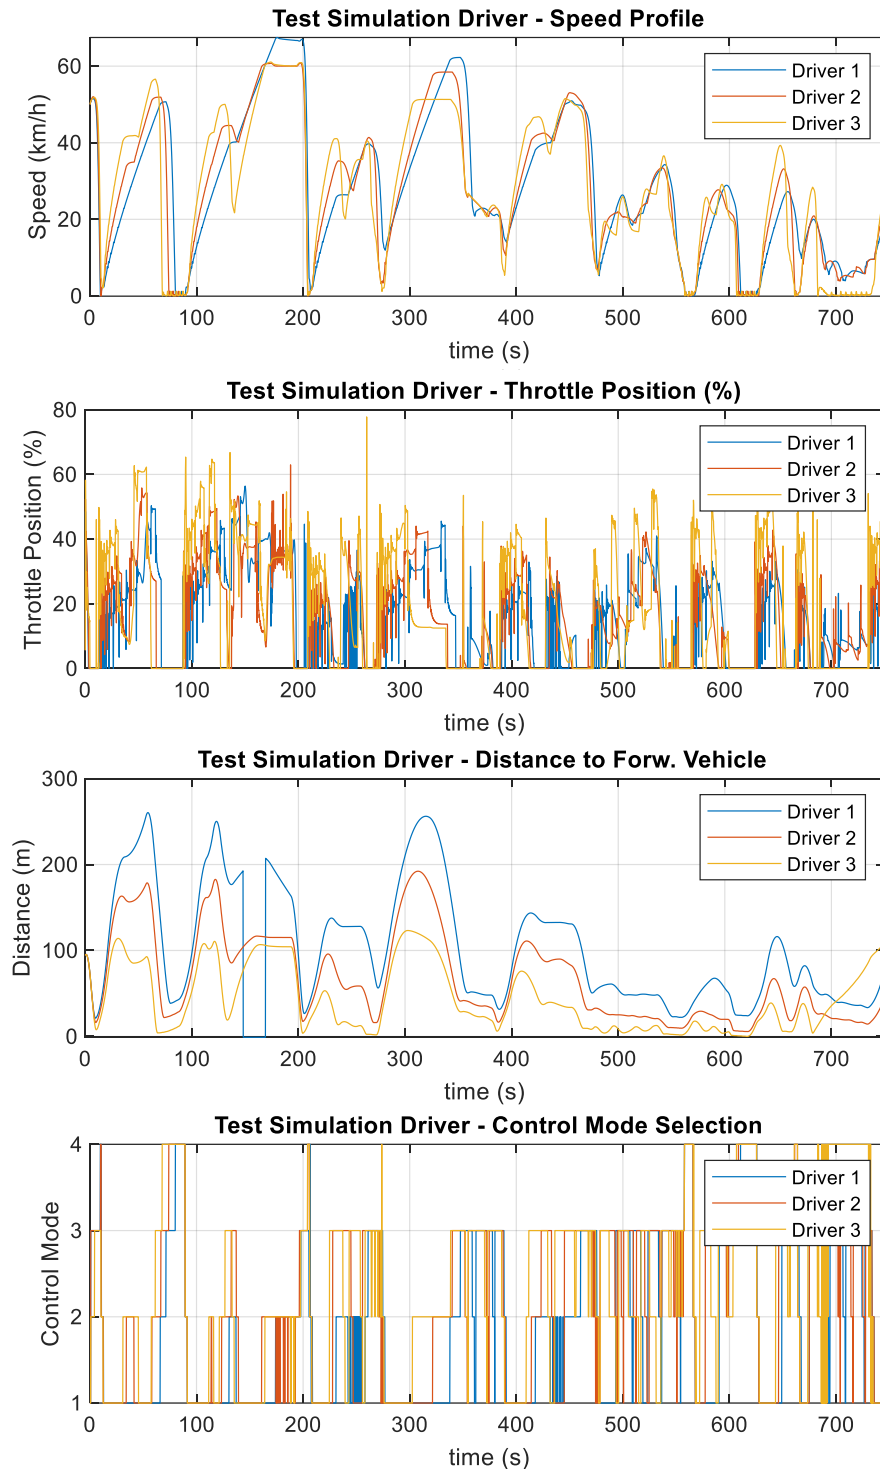 Test Simulation Driver - Speed Profile
Speed (km/h)
60
40
20
0
Driver 1
Driver 2
Driver 3
0 100 200 300 400 500 600 700
time (s)
Test Simulation Driver - Throttle Position (%)
Throttle Position (%)
80
60
40
20
0
Driver 1
Driver 2
Driver 3
0 100 200 300 400 500 600 700
time (s)
Test Simulation Driver - Distance to Forw. Vehicle
Distance (m)
300
200
100
0
Driver 1
Driver 2
Driver 3
0 100 200 300 400 500 600 700
time (s)
Test Simulation Driver - Control Mode Selection
Control Mode
4
3
2
1
Driver 1
Driver 2
Driver 3
0 100 200 300 400 500 600 700
time (s)